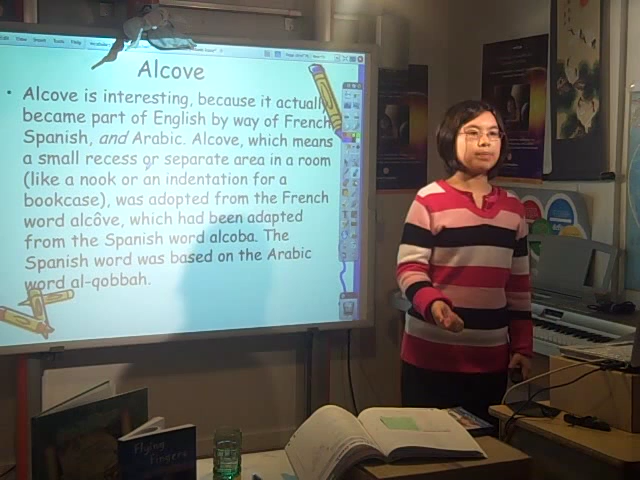 Alcove
• Alcove is interesting, because it actually
became part of English by way of French,
Spanish, and Arabic. Alcove, which means
a small recess or separate area in a room
(like a nook or an indentation for a
bookcase), was adopted from the French
word alcôve, which had been adapted
from the Spanish word alcoba. The
Spanish word was based on the Arabic
word al-qobbah.
Flying
Fingers